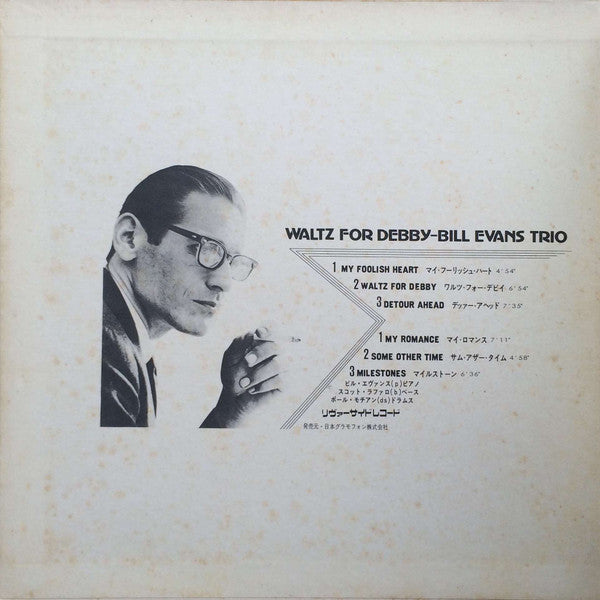 WALTZ FOR DEBBY-BILL EVANS TRIO
1 MY FOOLISH HEART マイ・フーリッシュ・ハート 4'54"
2 WALTZ FOR DEBBY ワルツ・フォー・デビイ 6'54"
3 DETOUR AHEAD デッァー・アヘッド 7'35"
1 MY ROMANCE マイ・ロマンス 7'11"
2 SOME OTHER TIME サム・アザー・タイム 4'58"
3 MILESTONES マイルストーン 6'36"
ビル・エヴァンス(p)ピアノ
スコット・ラファロ(b)ベース
ポール・モチアン(ds)ドラムス
リヴァーサイドレコード
発売元・日本グラモフォン株式会社